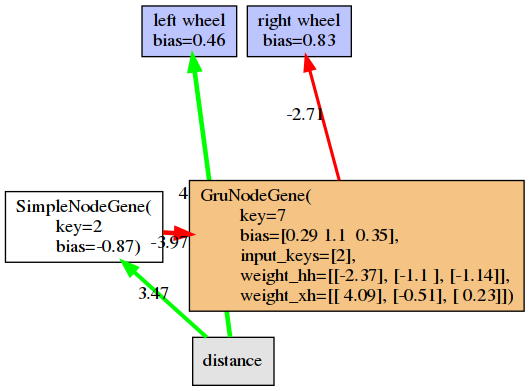 left wheel
bias=0.46
right wheel
bias=0.83
-2.71
4
SimpleNodeGene(
key=2
bias=-0.87)
-3.97
GruNodeGene(
key=7
bias=[0.29 1.1  0.35],
input_keys=[2],
weight_hh=[[-2.37], [-1.1 ], [-1.14]],
weight_xh=[[ 4.09], [-0.51], [ 0.23]])
3.47
distance